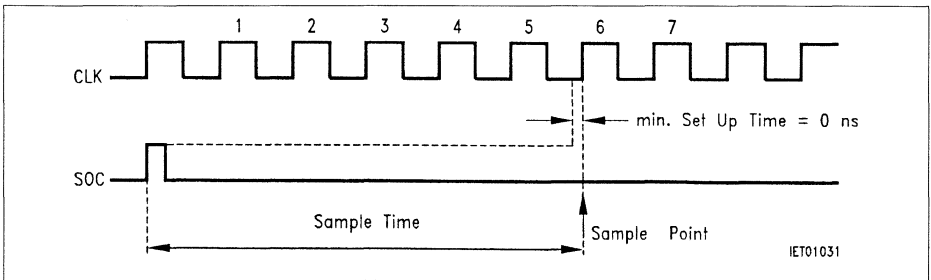 1 2 3 4 5 6 7
CLK
min. Set Up Time = 0 ns
SOC
Sample Time
Sample Point
IET01031